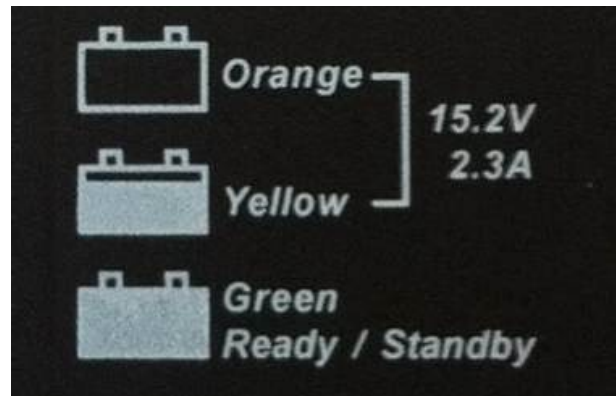 Orange
15.2V
2.3A
Yellow
Green
Ready / Standby